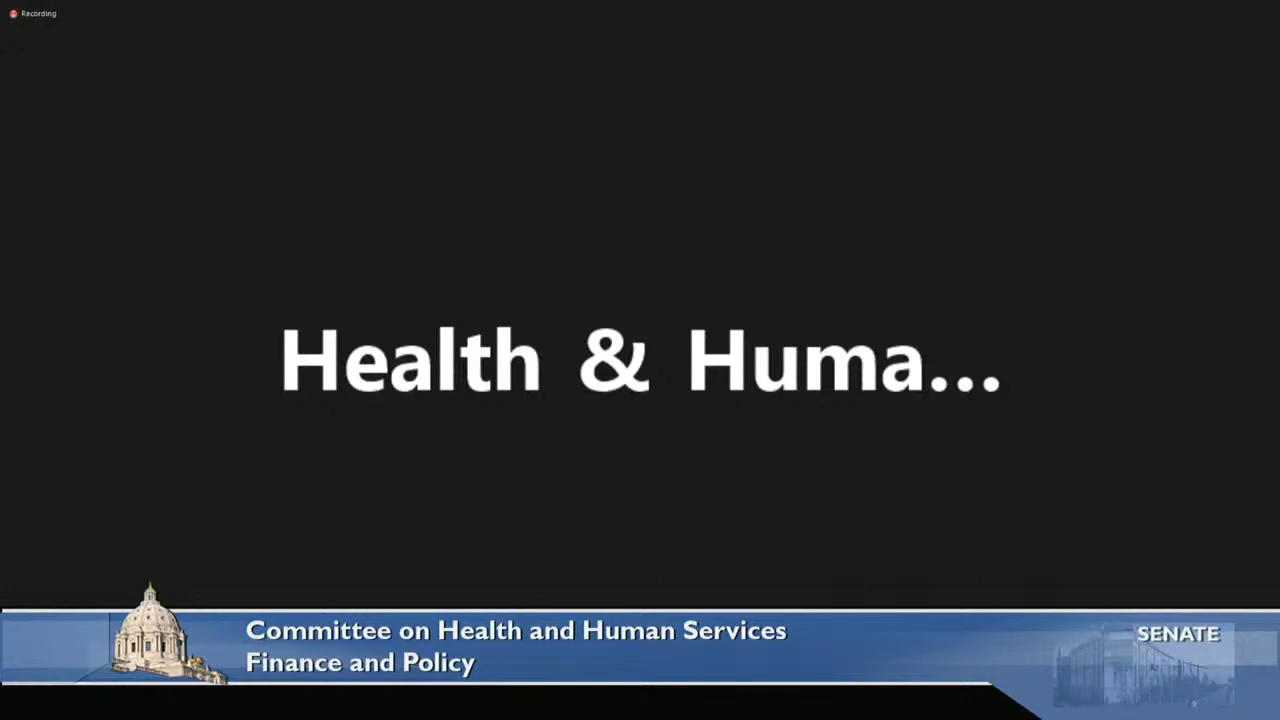 Recording
Health & Huma...
Committee on Health and Human Services
Finance and Policy
SENATE